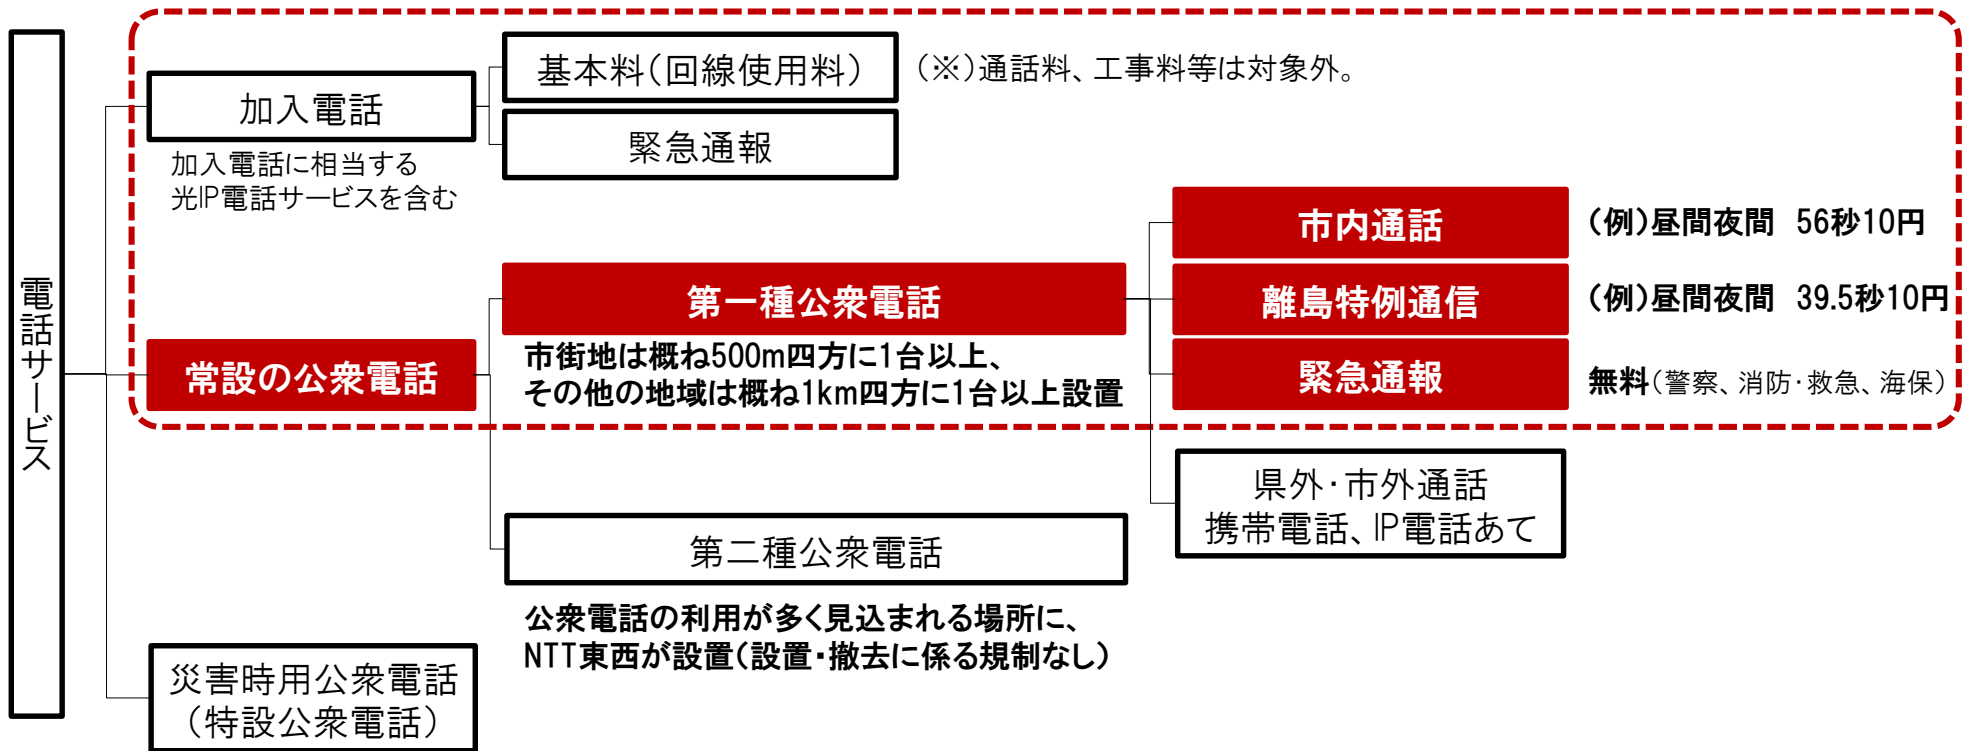 電話サービス
加入電話
加入電話に相当する
光IP電話サービスを含む
基本料(回線使用料)
(※)通話料、工事料等は対象外。
緊急通報
常設の公衆電話
第一種公衆電話
市街地は概ね500m四方に1台以上、
その他の地域は概ね1km四方に1台以上設置
市内通話
(例)昼間夜間 56秒10円
離島特例通信
(例)昼間夜間 39.5秒10円
緊急通報
無料(警察、消防・救急、海保)
県外・市外通話
携帯電話、IP電話あて
第二種公衆電話
公衆電話の利用が多く見込まれる場所に、
NTT東西が設置(設置・撤去に係る規制なし)
災害時用公衆電話
(特設公衆電話)